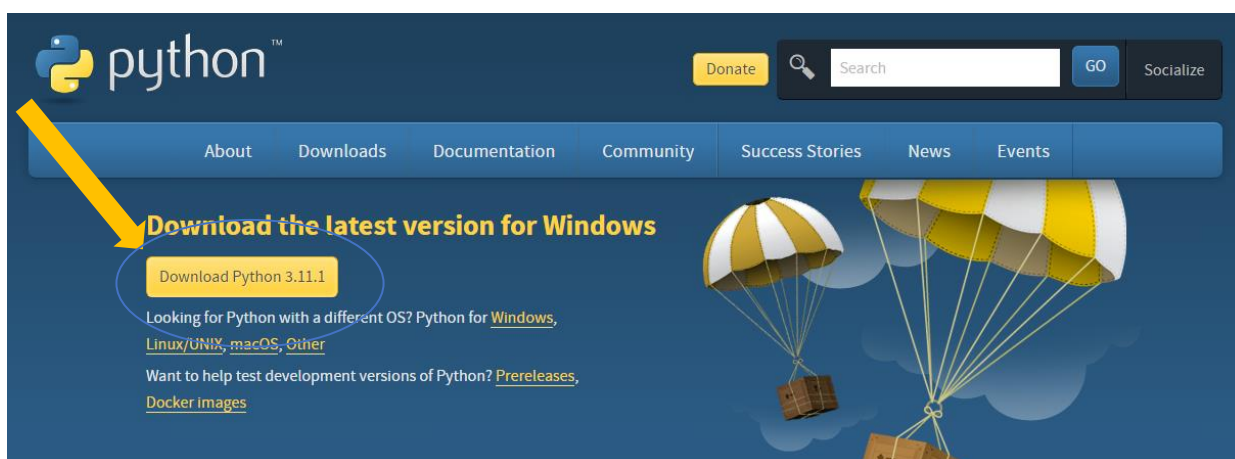 python™
Donate
Search
GO
Socialize
About Downloads Documentation Community Success Stories News Events
Download the latest version for Windows
Download Python 3.11.1
Looking for Python with a different OS? Python for Windows,
Linux/UNIX, macOS, Other
Want to help test development versions of Python? Prereleases,
Docker images